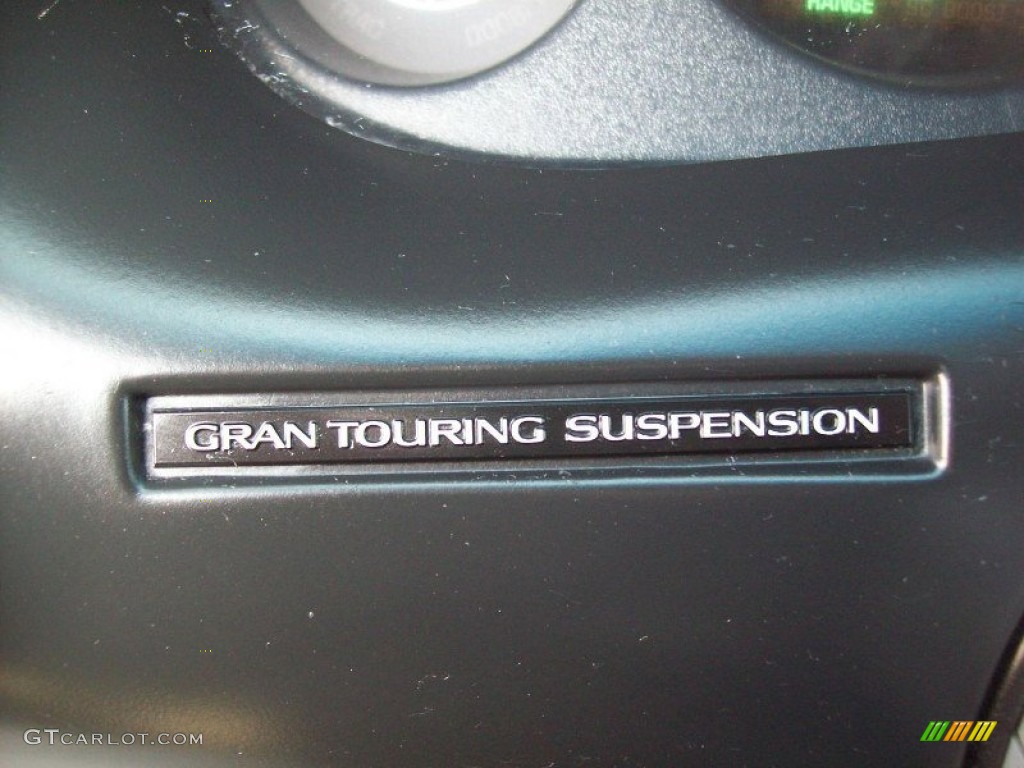 RANGE
GRAN TOURING SUSPENSION
GTCARLOT.COM